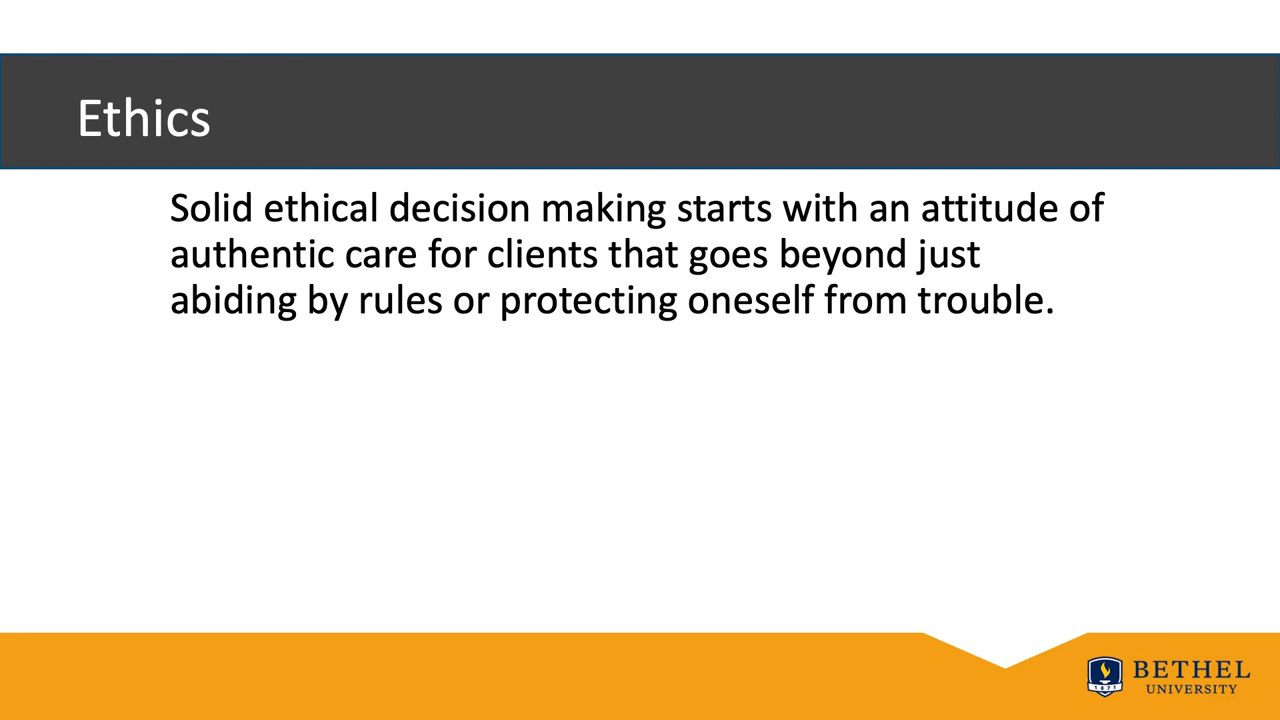 Ethics
Solid ethical decision making starts with an attitude of
authentic care for clients that goes beyond just
abiding by rules or protecting oneself from trouble.
1871
BETHEL
UNIVERSITY